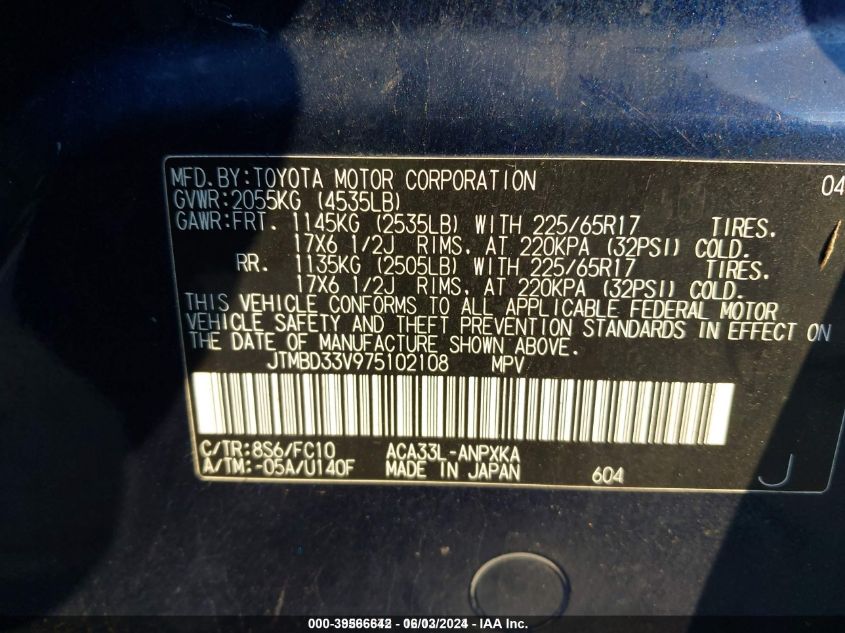 MFD.BY:TOYOTA MOTOR CORPORATION 04
GVWR:2055KG (4535LB)
GAWR:FRT. 1145KG (2535LB) WITH 225/65R17 TIRES.
17X6 1/2J RIMS. AT 220KPA (32PSI) COLD.
RR. 1135KG (2505LB) WITH 225/65R17 TIRES.
17X6 1/2J RIMS. AT 220KPA (32PSI) COLD.
THIS VEHICLE CONFORMS TO ALL APPLICABLE FEDERAL MOTOR
VEHICLE SAFETY AND THEFT PREVENTION STANDARDS IN EFFECT ON
THE DATE OF MANUFACTURE SHOWN ABOVE.
JTMBD33V975102108 MPV
C/TR:8S6/FC10 ACA33L-ANPXKA
A/TM:-05A/U140F MADE IN JAPAN 604 J
- IAA Inc.